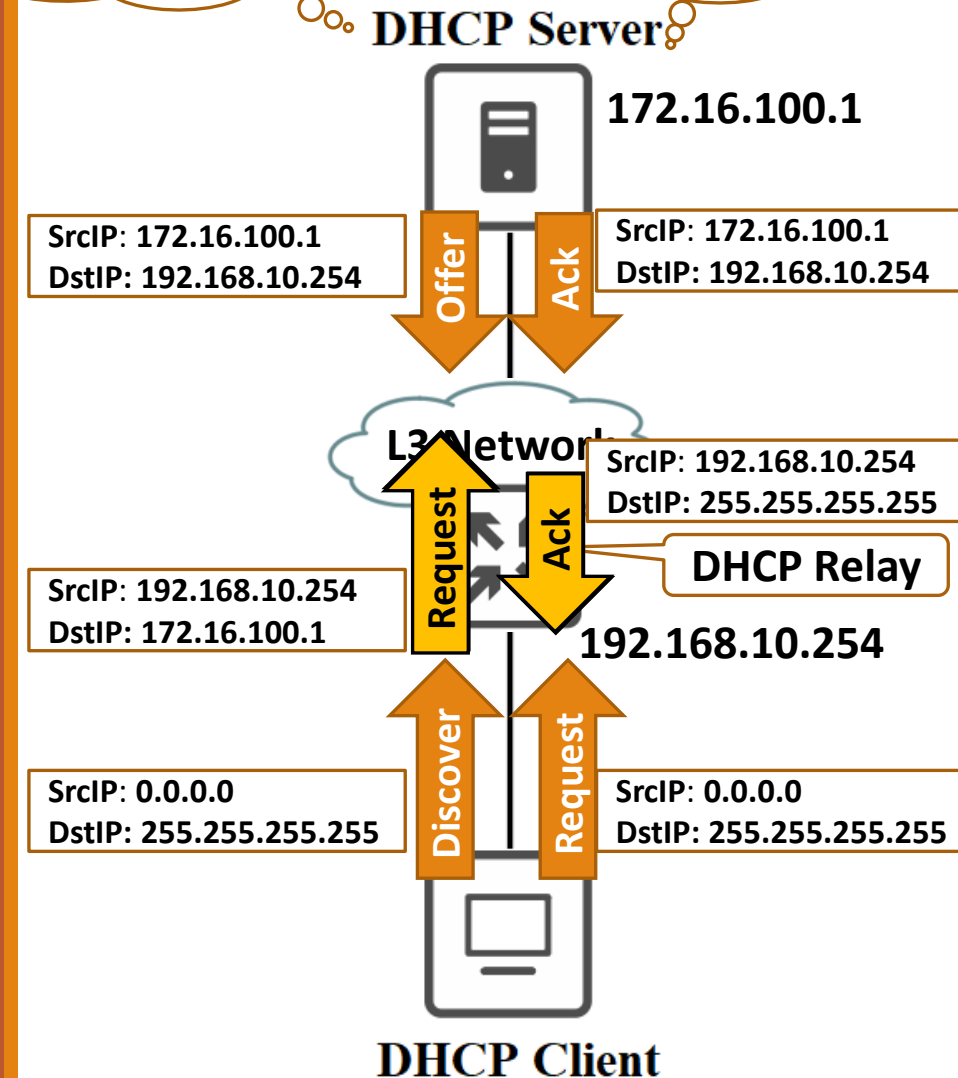 DHCP Server
172.16.100.1
SrcIP: 172.16.100.1
DstIP: 192.168.10.254
Offer
Ack
SrcIP: 172.16.100.1
DstIP: 192.168.10.254
L3 Network
SrcIP: 192.168.10.254
DstIP: 255.255.255.255
Request
Ack
DHCP Relay
SrcIP: 192.168.10.254
DstIP: 172.16.100.1
192.168.10.254
Discover
Request
SrcIP: 0.0.0.0
DstIP: 255.255.255.255
SrcIP: 0.0.0.0
DstIP: 255.255.255.255
DHCP Client